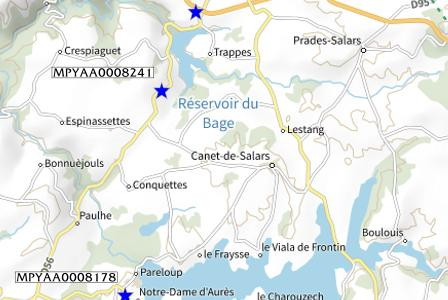 D95
Prades-Salars
Crespiaguet
Trappes
MPYAA0008241
Réservoir du
Bage
Espinassettes
Lestang
Canet-de-Salars
Bonnuèjouls
Conquettes
Paulhe
Boulouis
le Viala de Frontin
le Fraysse
D56
Pareloup
MPYAA0008178
Notre-Dame d'Aurès
le Charouzech